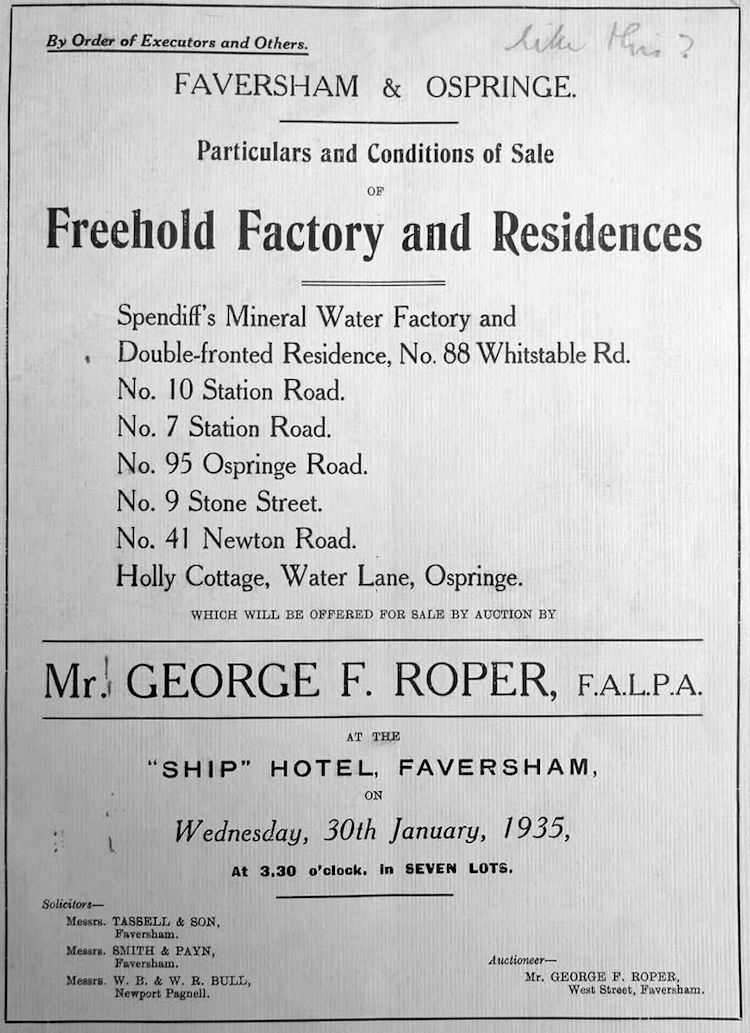 By Order of Executors and Others.
like this?
FAVERSHAM & OSPRINGE.
Particulars and Conditions of Sale
OF
Freehold Factory and Residences
Spendiff's Mineral Water Factory and
Double-fronted Residence, No. 88 Whitstable Rd.
No. 10 Station Road.
No. 7 Station Road.
No. 95 Ospringe Road.
No. 9 Stone Street.
No. 41 Newton Road.
Holly Cottage, Water Lane, Ospringe.
WHICH WILL BE OFFERED FOR SALE BY AUCTION BY
Mr. GEORGE F. ROPER, F.A.L.P.A.
AT THE
"SHIP" HOTEL, FAVERSHAM,
ON
Wednesday, 30th January, 1935,
At 3.30 o'clock, in SEVEN LOTS.
Solicitors—
Messrs. TASSELL & SON,
Faversham.
Messrs. SMITH & PAYN,
Faversham.
Messrs. W. B. & W. R. BULL,
Newport Pagnell.
Auctioneer—
Mr. GEORGE F. ROPER,
West Street, Faversham.